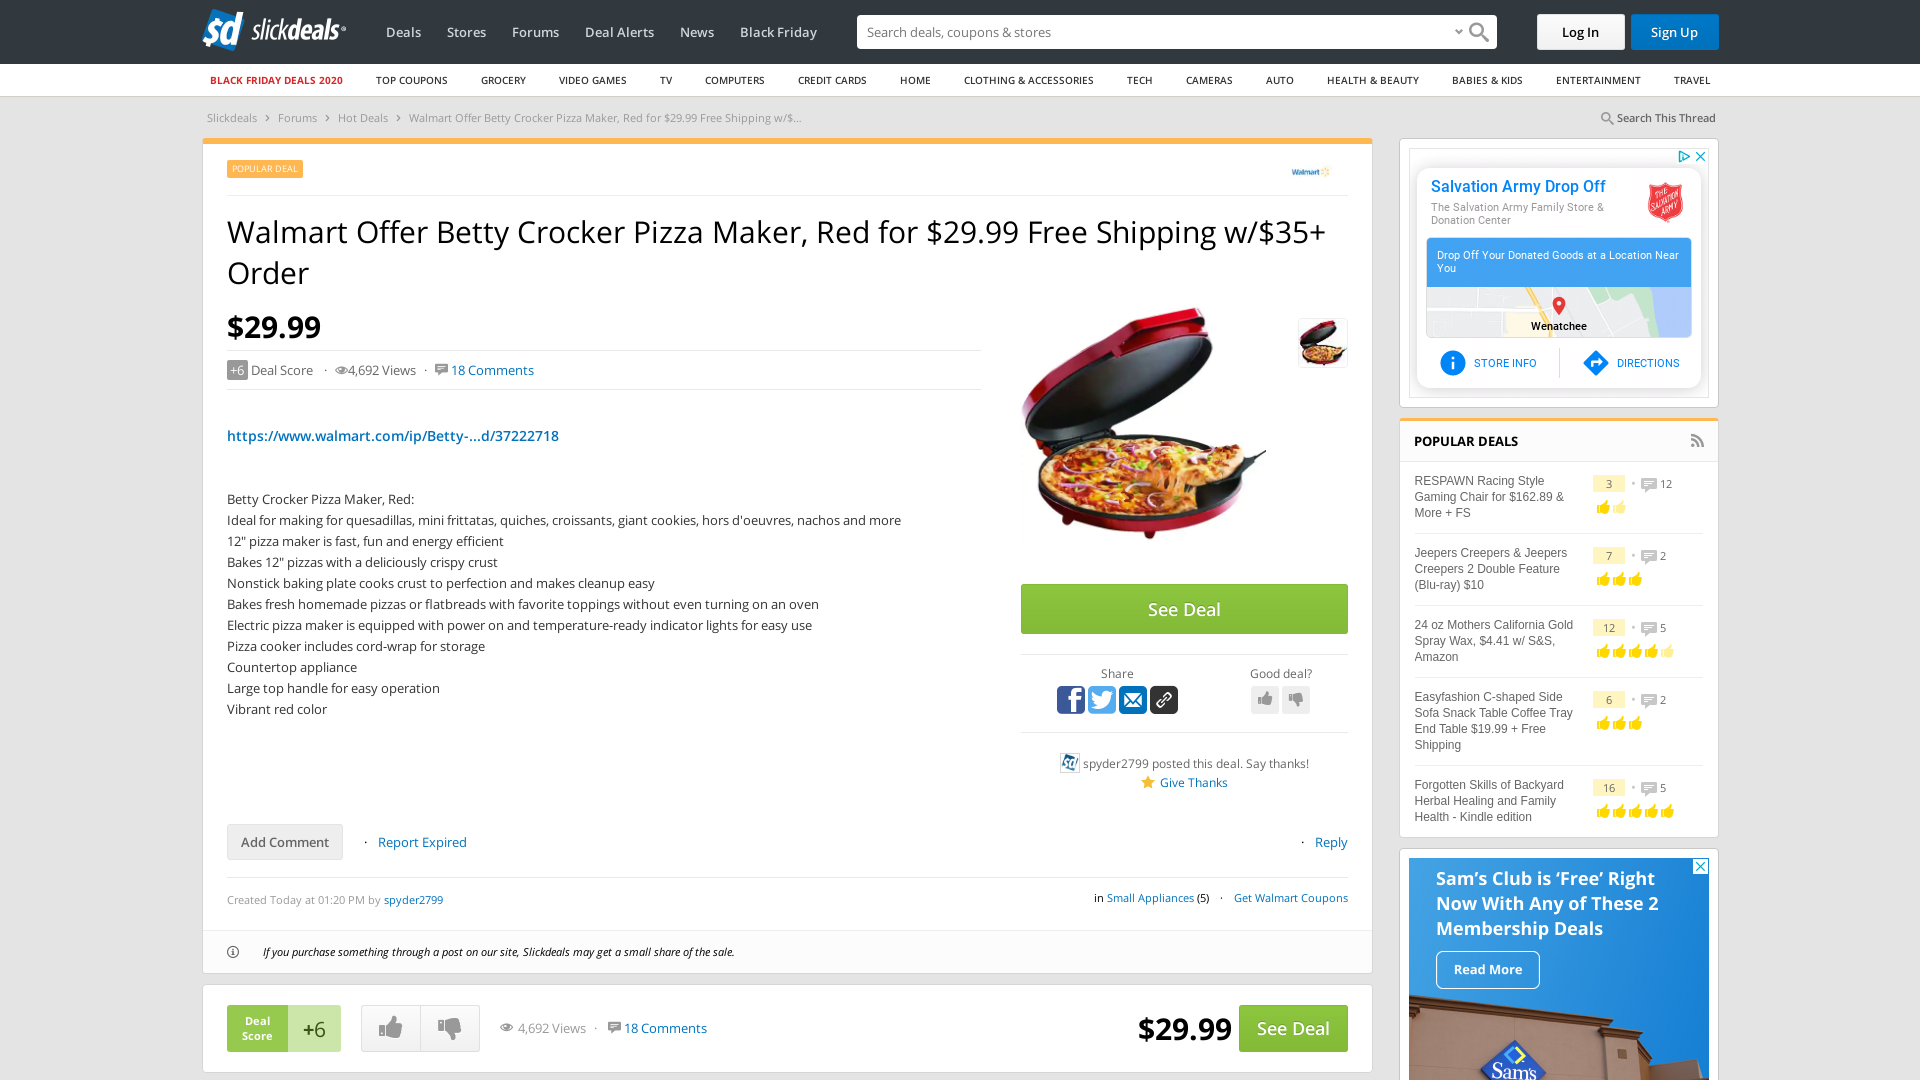 sd slickdeals
Deals
Stores
Forums
Deal Alerts
News
Black Friday
Search deals, coupons & stores
Log In
Sign Up
BLACK FRIDAY DEALS 2020
TOP COUPONS
GROCERY
VIDEO GAMES
TV
COMPUTERS
CREDIT CARDS
HOME
CLOTHING & ACCESSORIES
TECH
CAMERAS
AUTO
HEALTH & BEAUTY
BABIES & KIDS
ENTERTAINMENT
TRAVEL
Slickdeals › Forums › Hot Deals › Walmart Offer Betty Crocker Pizza Maker, Red for $29.99 Free Shipping w/$...
Search This Thread
POPULAR DEAL
Walmart
Walmart Offer Betty Crocker Pizza Maker, Red for $29.99 Free Shipping w/$35+
Order
$29.99
+6 Deal Score · 4,692 Views · 18 Comments
https://www.walmart.com/ip/Betty-...d/37222718
Betty Crocker Pizza Maker, Red:
Ideal for making for quesadillas, mini frittatas, quiches, croissants, giant cookies, hors d'oeuvres, nachos and more
12" pizza maker is fast, fun and energy efficient
Bakes 12" pizzas with a deliciously crispy crust
Nonstick baking plate cooks crust to perfection and makes cleanup easy
Bakes fresh homemade pizzas or flatbreads with favorite toppings without even turning on an oven
Electric pizza maker is equipped with power on and temperature-ready indicator lights for easy use
Pizza cooker includes cord-wrap for storage
Countertop appliance
Large top handle for easy operation
Vibrant red color
See Deal
Share
Good deal?
spyder2799 posted this deal. Say thanks!
Give Thanks
Add Comment
· Report Expired
· Reply
Created Today at 01:20 PM by spyder2799
in Small Appliances (5) · Get Walmart Coupons
If you purchase something through a post on our site, Slickdeals may get a small share of the sale.
Deal
Score
+6
4,692 Views · 18 Comments
$29.99
See Deal
Salvation Army Drop Off
The Salvation Army Family Store &
Donation Center
THE
SALVATION
ARMY
Drop Off Your Donated Goods at a Location Near
You
Wenatchee
STORE INFO
DIRECTIONS
POPULAR DEALS
RESPAWN Racing Style
Gaming Chair for $162.89 &
More + FS
3 • 12
Jeepers Creepers & Jeepers
Creepers 2 Double Feature
(Blu-ray) $10
7 • 2
24 oz Mothers California Gold
Spray Wax, $4.41 w/ S&S,
Amazon
12 • 5
Easyfashion C-shaped Side
Sofa Snack Table Coffee Tray
End Table $19.99 + Free
Shipping
6 • 2
Forgotten Skills of Backyard
Herbal Healing and Family
Health - Kindle edition
16 • 5
Sam's Club is 'Free' Right
Now With Any of These 2
Membership Deals
Read More
Sam's